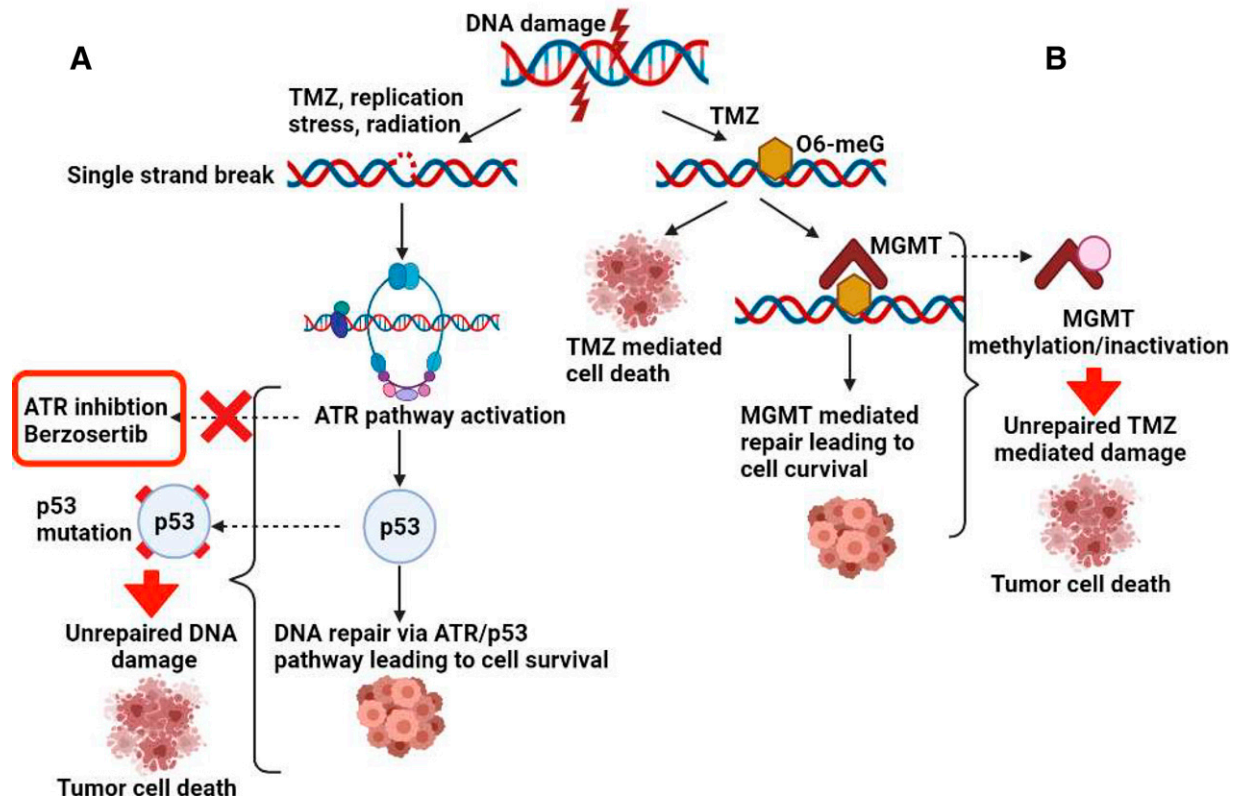 A
B
DNA damage
TMZ, replication
stress, radiation
Single strand break
TMZ
O6-meG
MGMT
TMZ mediated
cell death
MGMT
methylation/inactivation
ATR inhibtion
Berzosertib
ATR pathway activation
MGMT mediated
repair leading to
cell curvival
Unrepaired TMZ
mediated damage
p53
mutation
p53
p53
Tumor cell death
Unrepaired DNA
damage
DNA repair via ATR/p53
pathway leading to cell survival
Tumor cell death